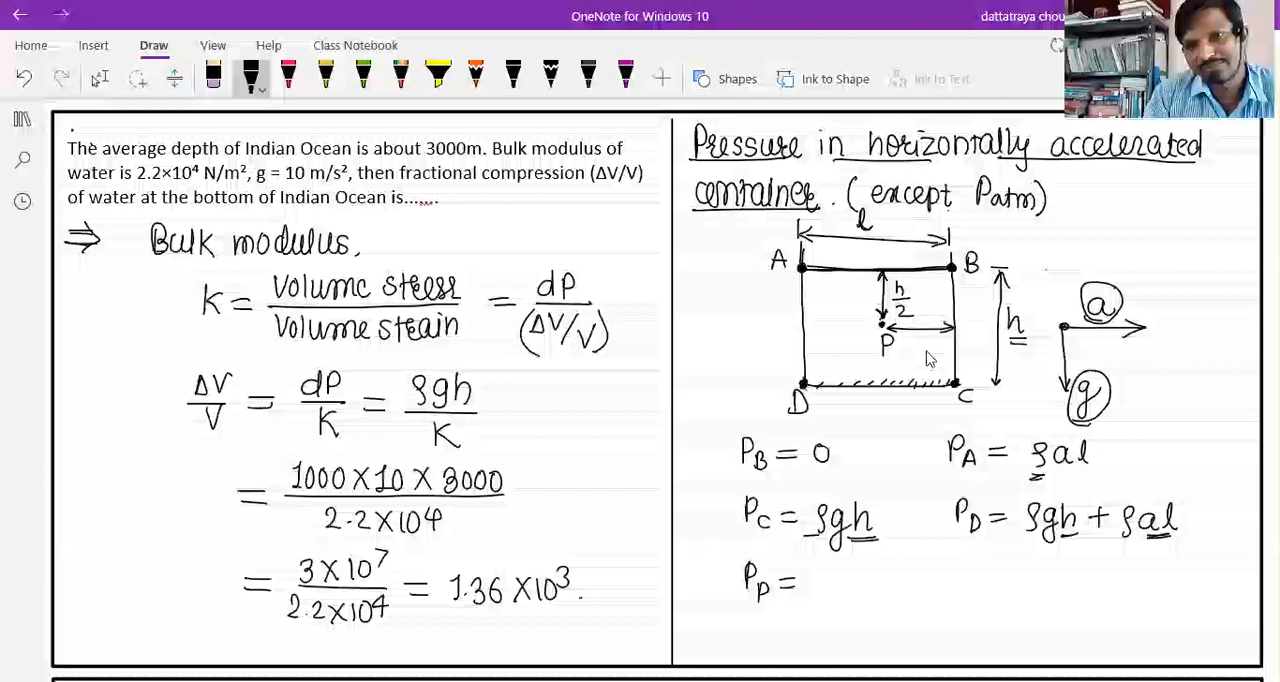 OneNote for Windows 10
dattatraya chou
Home Insert Draw View Help Class Notebook
Shapes Ink to Shape Ink to Text
The average depth of Indian Ocean is about 3000m. Bulk modulus of
water is 2.2×10⁴ N/m², g = 10 m/s², then fractional compression (ΔV/V)
of water at the bottom of Indian Ocean is.......
⇒ Bulk modulus,
K = Volume stress / Volume strain = dP / (ΔV/V)
ΔV/V = dP/K = ρgh/K
= 1000 × 10 × 3000 / 2.2 × 10⁴
= 3 × 10⁷ / 2.2 × 10⁴ = 1.36 × 10³.
Pressure in horizontally accelerated
container. (except Patm)
l
A B
h/2
P
h
a
D C
g
P_B = 0 P_A = ρal
P_C = ρgh P_D = ρgh + ρal
P_P =